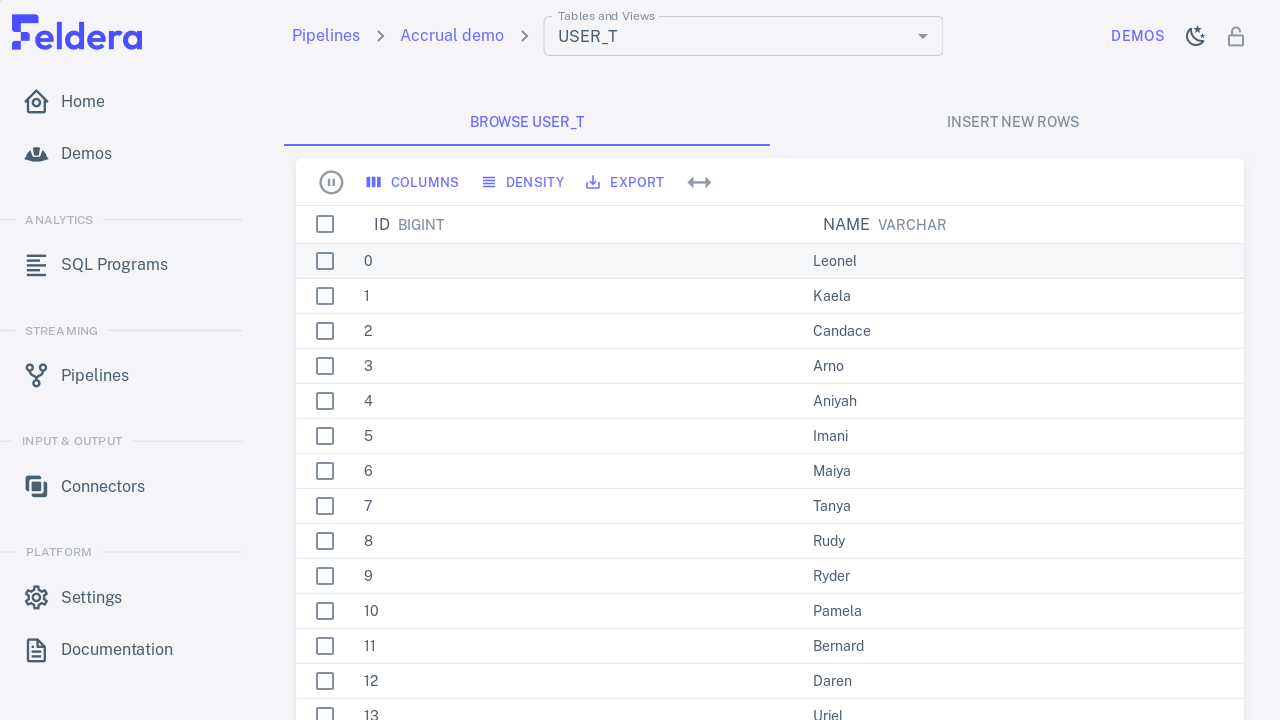 Feldera
Home
Demos
ANALYTICS
SQL Programs
STREAMING
Pipelines
INPUT & OUTPUT
Connectors
PLATFORM
Settings
Documentation
Pipelines
Accrual demo
Tables and Views
USER_T
DEMOS
BROWSE USER_T
INSERT NEW ROWS
COLUMNS
DENSITY
EXPORT
ID BIGINT NAME VARCHAR
0 Leonel
1 Kaela
2 Candace
3 Arno
4 Aniyah
5 Imani
6 Maiya
7 Tanya
8 Rudy
9 Ryder
10 Pamela
11 Bernard
12 Daren
13 Uriel